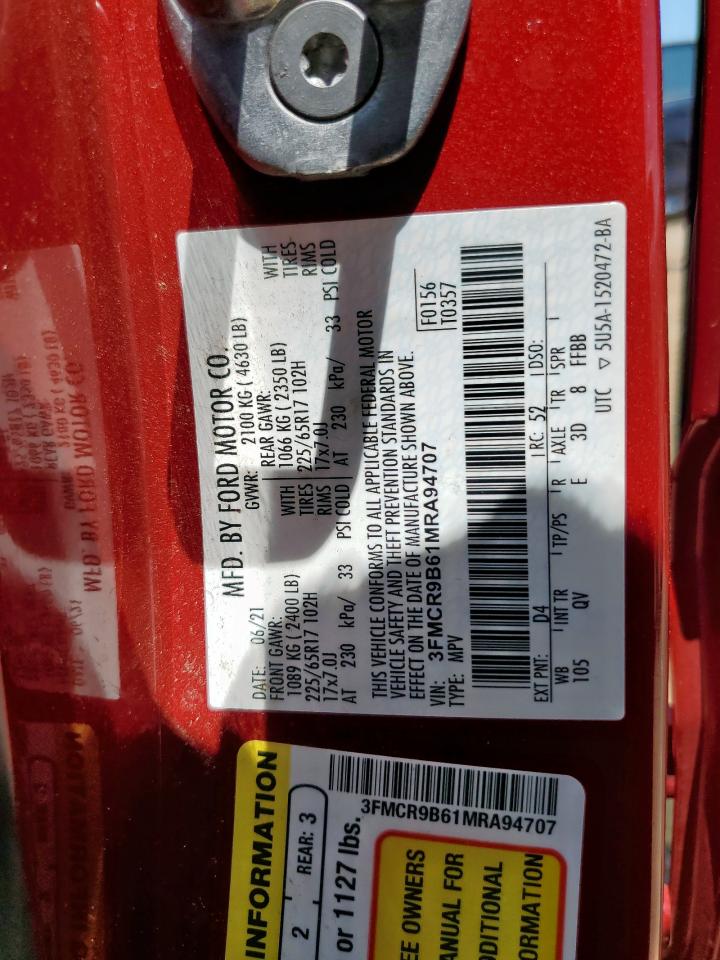 MFD. BY FORD MOTOR CO.
DATE: 06/21 GVWR: 2100 KG ( 4630 LB)
FRONT GAWR: REAR GAWR:
1089 KG ( 2400 LB) WITH 1066 KG ( 2350 LB) WITH
225/65R17 102H TIRES 225/65R17 102H TIRES
17x7.0J RIMS 17x7.0J RIMS
AT 230 kPa/ 33 PSI COLD AT 230 kPa/ 33 PSI COLD
THIS VEHICLE CONFORMS TO ALL APPLICABLE FEDERAL MOTOR
VEHICLE SAFETY AND THEFT PREVENTION STANDARDS IN
EFFECT ON THE DATE OF MANUFACTURE SHOWN ABOVE.
VIN: 3FMCR9B61MRA94707 F0156
TYPE: MPV T0357
EXT PNT: D4 RC: 52 DSO:
WB INT TR TP/PS R AXLE TR SPR
105 QV E 3D 8 FFBB
UTC ▽ 5U5A-1520472-BA
INFORMATION
2 REAR: 3
or 1127 lbs.
3FMCR9B61MRA94707
EE OWNERS
ANUAL FOR
DDITIONAL
ORMATION